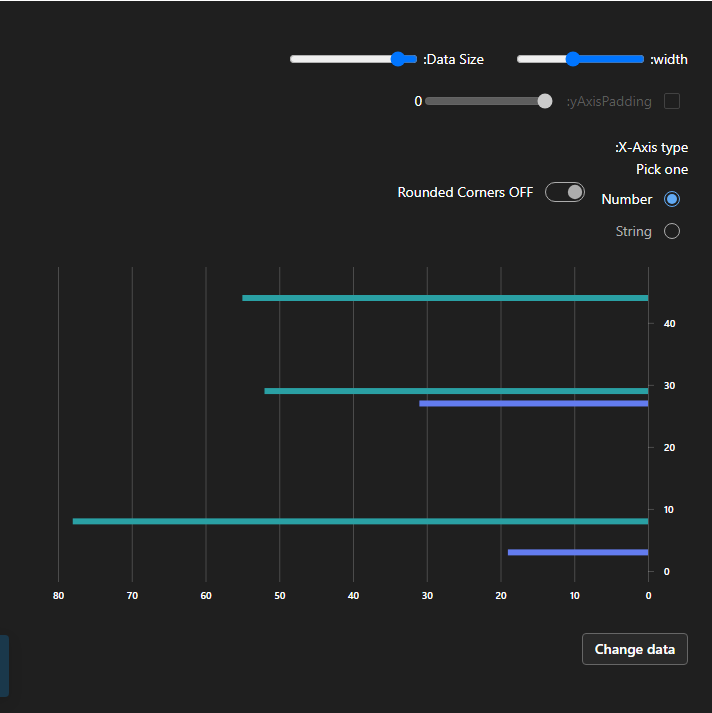 :width
:Data Size
:yAxisPadding
0
:X-Axis type
Pick one
Number
Rounded Corners OFF
String
40
30
20
10
0
80 70 60 50 40 30 20 10 0
Change data